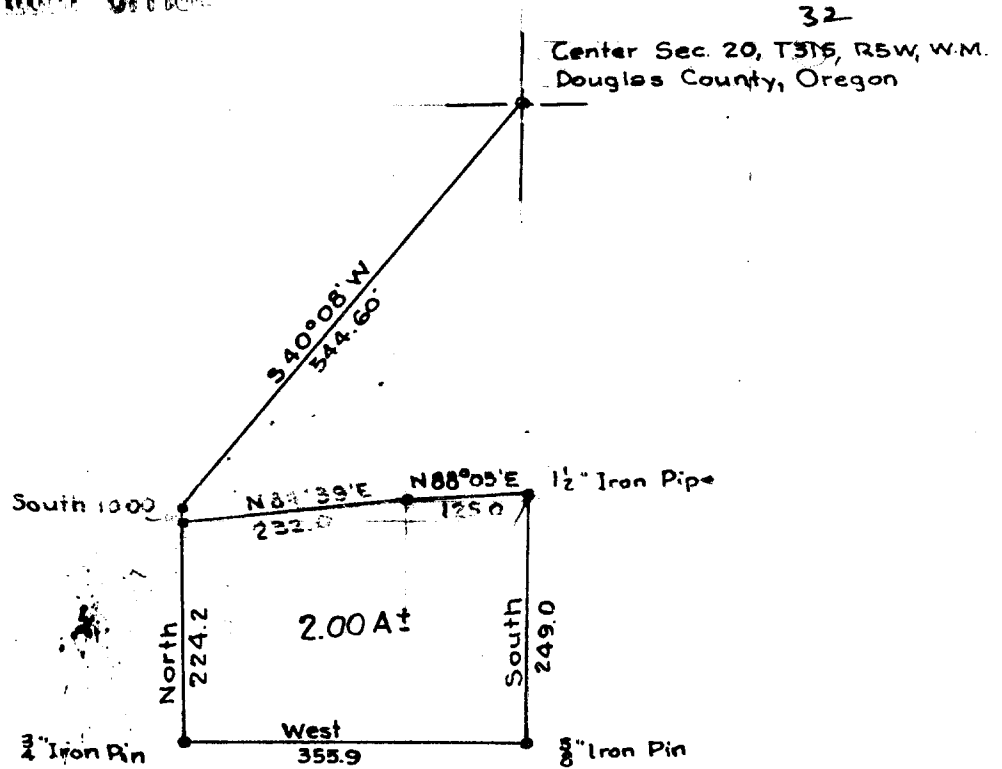 32
Center Sec. 20, T31S, R5W, W.M.
Douglas County, Oregon
S 40°08' W
544.60'
South 10.00
N88°05'E
125.0
1½" Iron Pipe
232.0
2.00 A±
North
224.2
South
249.0
West
355.9
¾" Iron Pin
⅝" Iron Pin